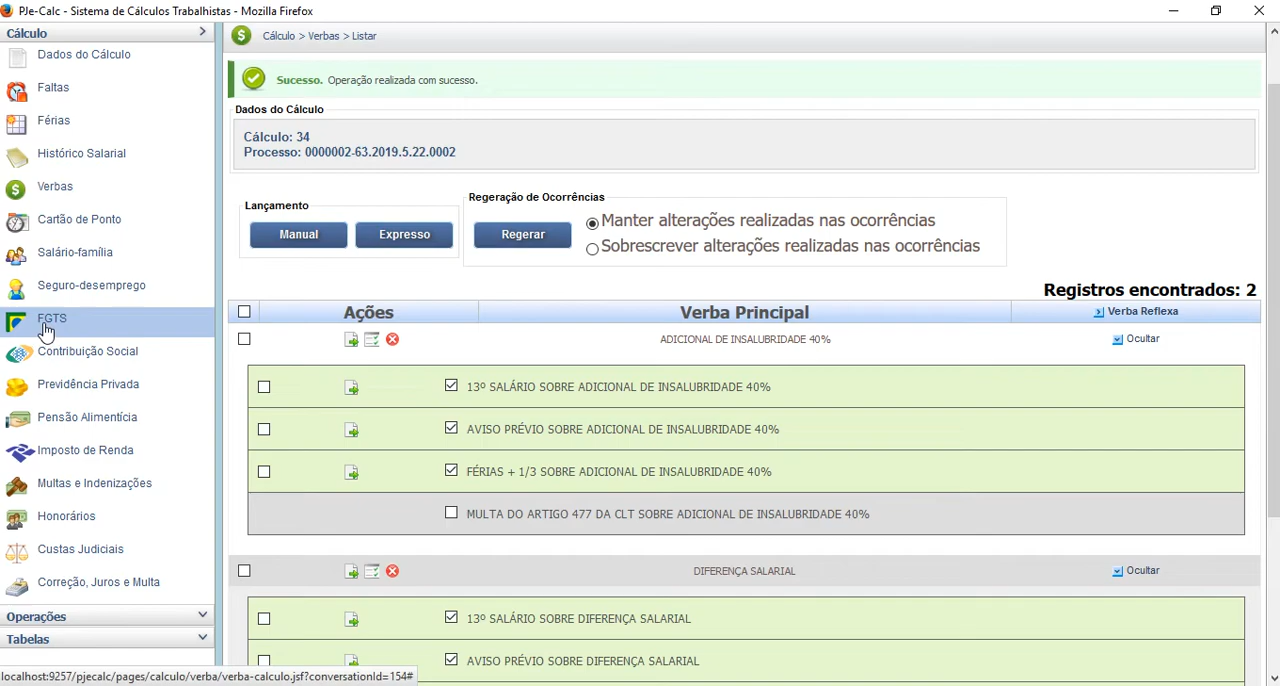 PJe-Calc - Sistema de Cálculos Trabalhistas - Mozilla Firefox
Cálculo
Dados do Cálculo
Faltas
Férias
Histórico Salarial
Verbas
Cartão de Ponto
Salário-família
Seguro-desemprego
FGTS
Contribuição Social
Previdência Privada
Pensão Alimentícia
Imposto de Renda
Multas e Indenizações
Honorários
Custas Judiciais
Correção, Juros e Multa
Operações
Tabelas
localhost:9257/pjecalc/pages/calculo/verba/verba-calculo.jsf?conversationId=154#
Cálculo > Verbas > Listar
Sucesso. Operação realizada com sucesso.
Dados do Cálculo
Cálculo: 34
Processo: 0000002-63.2019.5.22.0002
Lançamento
Manual Expresso
Regeração de Ocorrências
Regerar
Manter alterações realizadas nas ocorrências
Sobrescrever alterações realizadas nas ocorrências
Registros encontrados: 2
Ações Verba Principal Verba Reflexa
ADICIONAL DE INSALUBRIDADE 40% Ocultar
13º SALÁRIO SOBRE ADICIONAL DE INSALUBRIDADE 40%
AVISO PRÉVIO SOBRE ADICIONAL DE INSALUBRIDADE 40%
FÉRIAS + 1/3 SOBRE ADICIONAL DE INSALUBRIDADE 40%
MULTA DO ARTIGO 477 DA CLT SOBRE ADICIONAL DE INSALUBRIDADE 40%
DIFERENÇA SALARIAL Ocultar
13º SALÁRIO SOBRE DIFERENÇA SALARIAL
AVISO PRÉVIO SOBRE DIFERENÇA SALARIAL